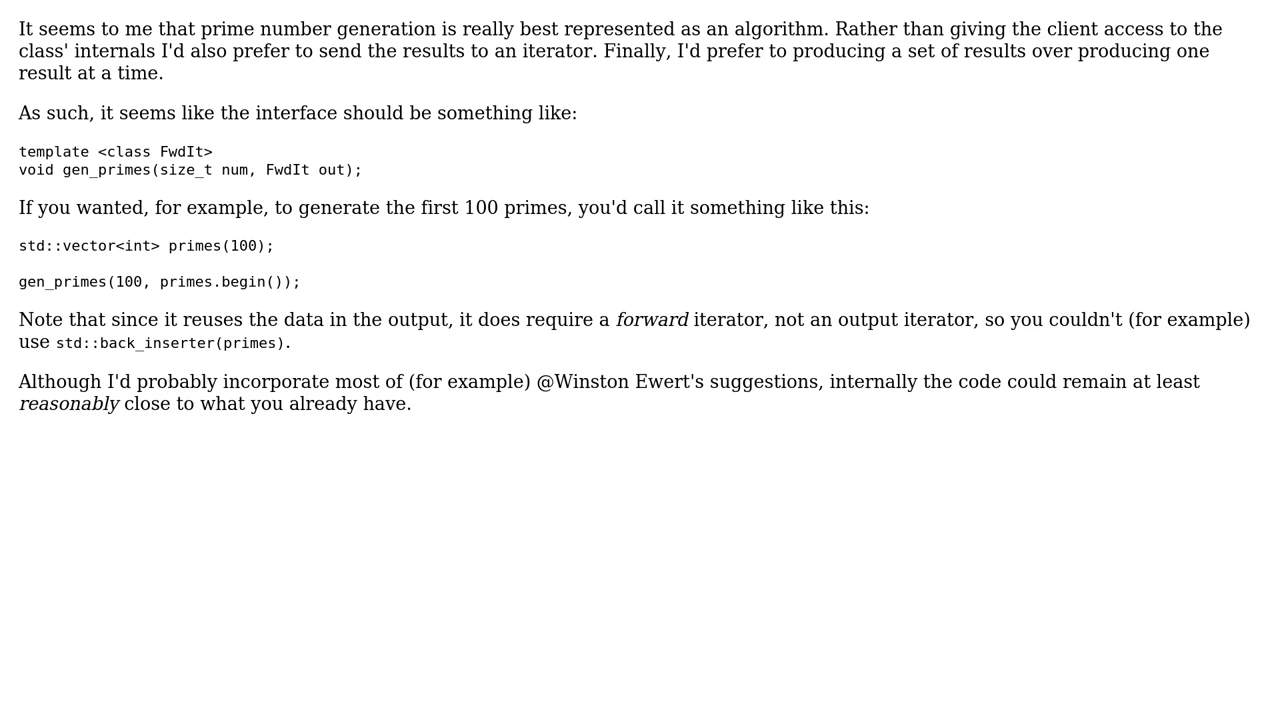 It seems to me that prime number generation is really best represented as an algorithm. Rather than giving the client access to the
class' internals I'd also prefer to send the results to an iterator. Finally, I'd prefer to producing a set of results over producing one
result at a time.
As such, it seems like the interface should be something like:
template <class FwdIt>
void gen_primes(size_t num, FwdIt out);
If you wanted, for example, to generate the first 100 primes, you'd call it something like this:
std::vector<int> primes(100);
gen_primes(100, primes.begin());
Note that since it reuses the data in the output, it does require a forward iterator, not an output iterator, so you couldn't (for example)
use std::back_inserter(primes).
Although I'd probably incorporate most of (for example) @Winston Ewert's suggestions, internally the code could remain at least
reasonably close to what you already have.